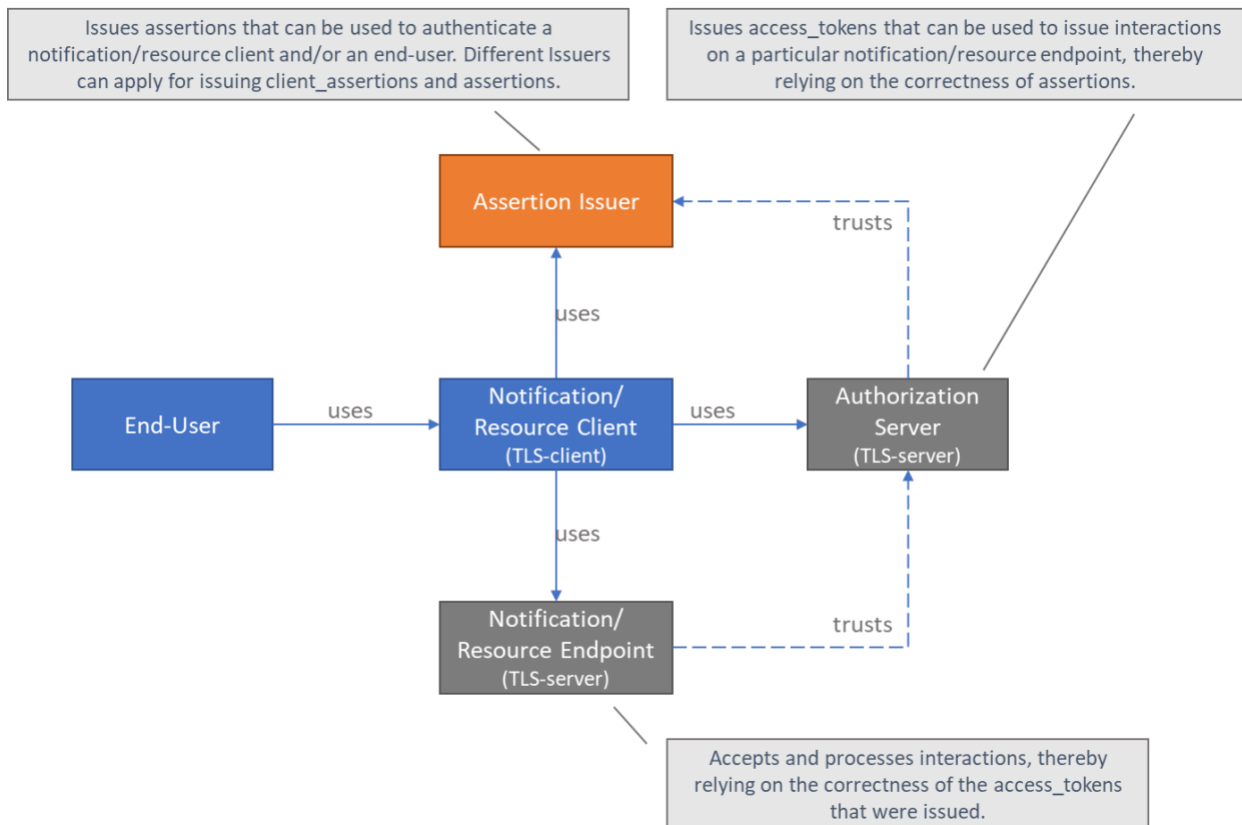 Issues assertions that can be used to authenticate a
notification/resource client and/or an end-user. Different Issuers
can apply for issuing client_assertions and assertions.
Issues access_tokens that can be used to issue interactions
on a particular notification/resource endpoint, thereby
relying on the correctness of assertions.
Assertion Issuer
trusts
uses
End-User
uses
Notification/
Resource Client
(TLS-client)
uses
Authorization
Server
(TLS-server)
uses
Notification/
Resource Endpoint
(TLS-server)
trusts
Accepts and processes interactions, thereby
relying on the correctness of the access_tokens
that were issued.